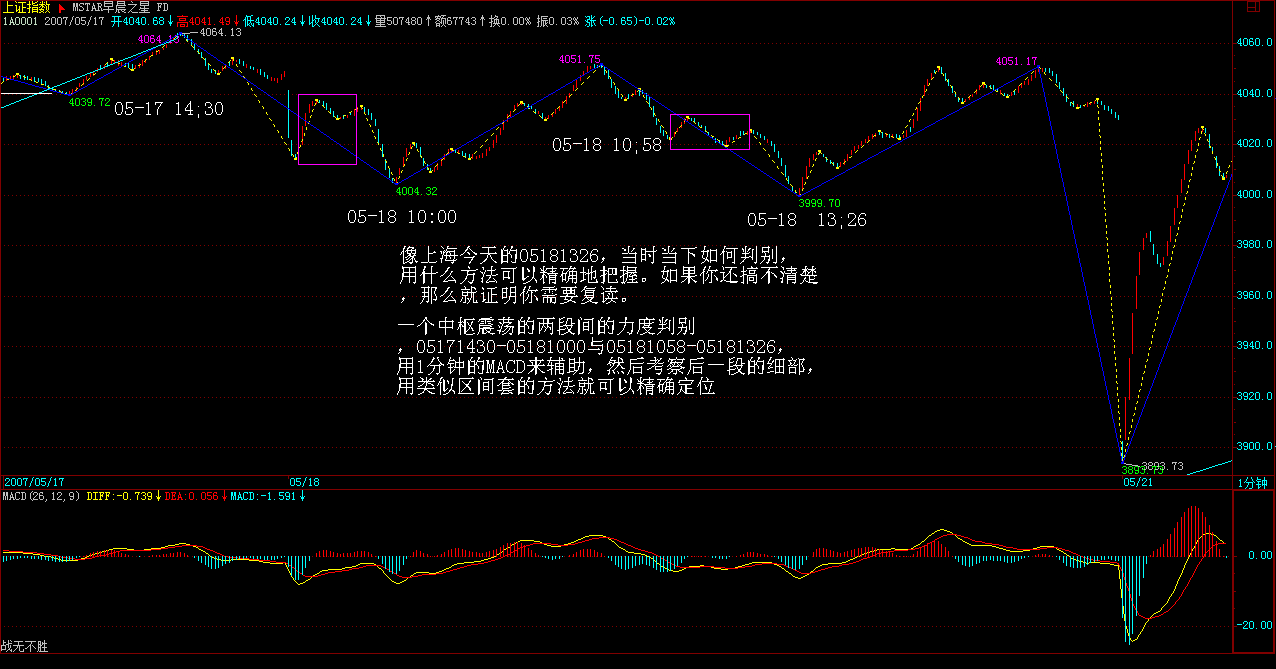 上证指数 MSTAR早晨之星 FD
1A0001 2007/05/17 开4040.68↓高4041.49↓低4040.24↓收4040.24↓量507480↑额67743↑换0.00% 振0.03% 涨(-0.65)-0.02%
4064.13
4060.0
4051.75
4051.17
4039.72
05-17 14;30
4040.0
05-18 10;58
4020.0
4004.32
4000.0
3999.70
05-18 10:00
05-18 13;26
3980.0
像上海今天的05181326，当时当下如何判别，
用什么方法可以精确地把握。如果你还搞不清楚
，那么就证明你需要复读。
3960.0
一个中枢震荡的两段间的力度判别
，05171430-05181000与05181058-05181326，
3940.0
用1分钟的MACD来辅助，然后考察后一段的细部，
用类似区间套的方法就可以精确定位
3920.0
3900.0
3893.73
3893.73
2007/05/17 05/18 05/21 1分钟
MACD(26,12,9) DIFF:-0.739↓DEA:0.056↓MACD:-1.591↓
0.00
-20.00
战无不胜